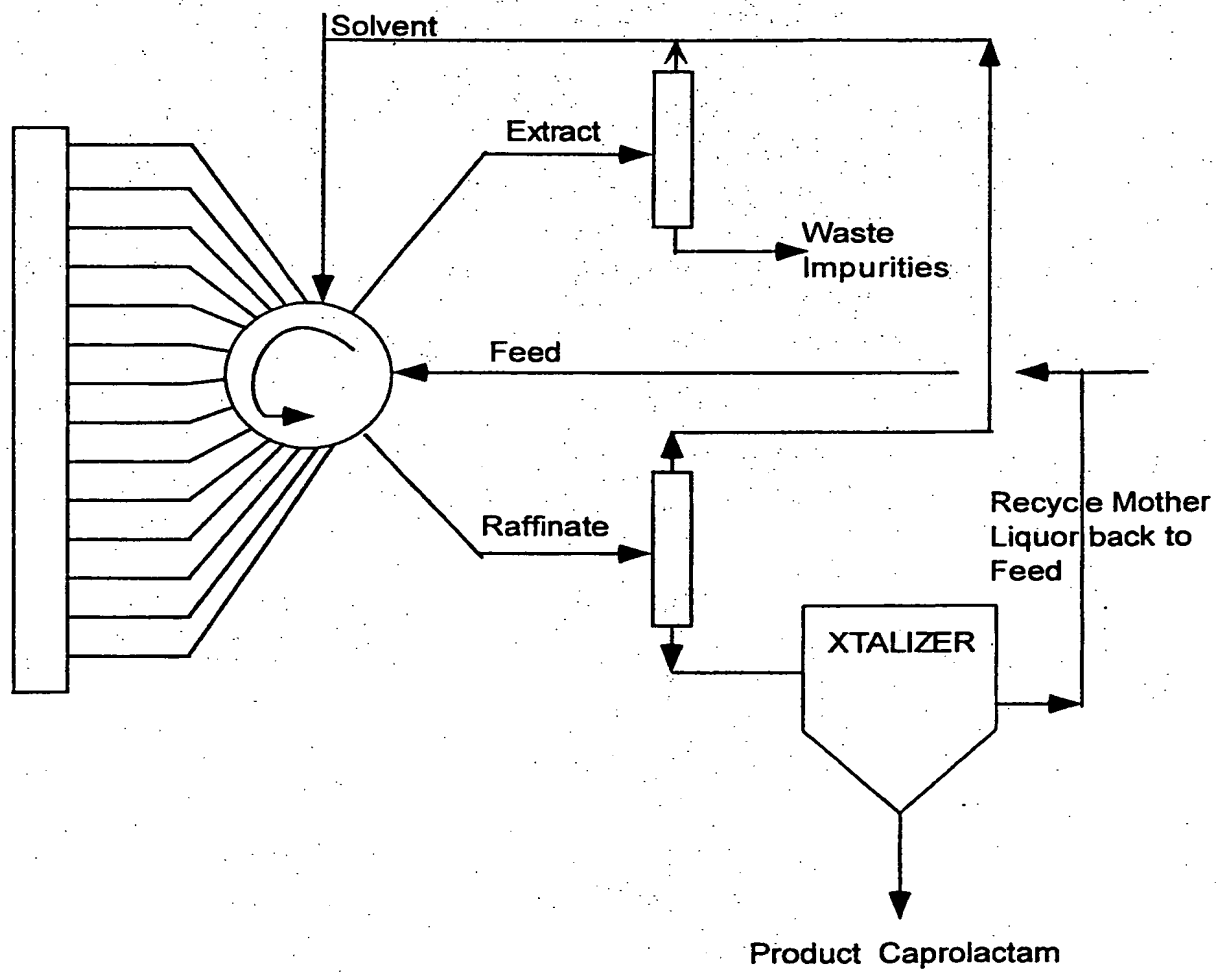 Solvent
Extract
Waste
Impurities
Feed
Raffinate
Recycle Mother
Liquor back to
Feed
XTALIZER
Product Caprolactam